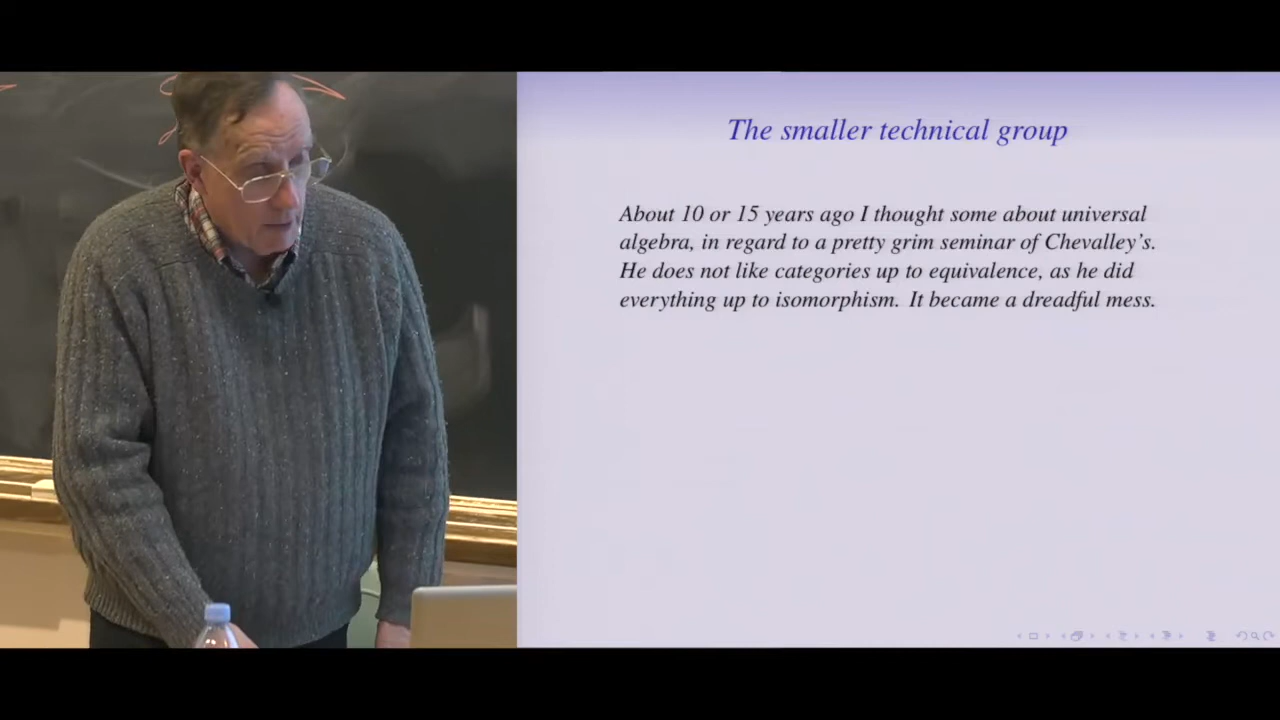 The smaller technical group
About 10 or 15 years ago I thought some about universal
algebra, in regard to a pretty grim seminar of Chevalley's.
He does not like categories up to equivalence, as he did
everything up to isomorphism. It became a dreadful mess.